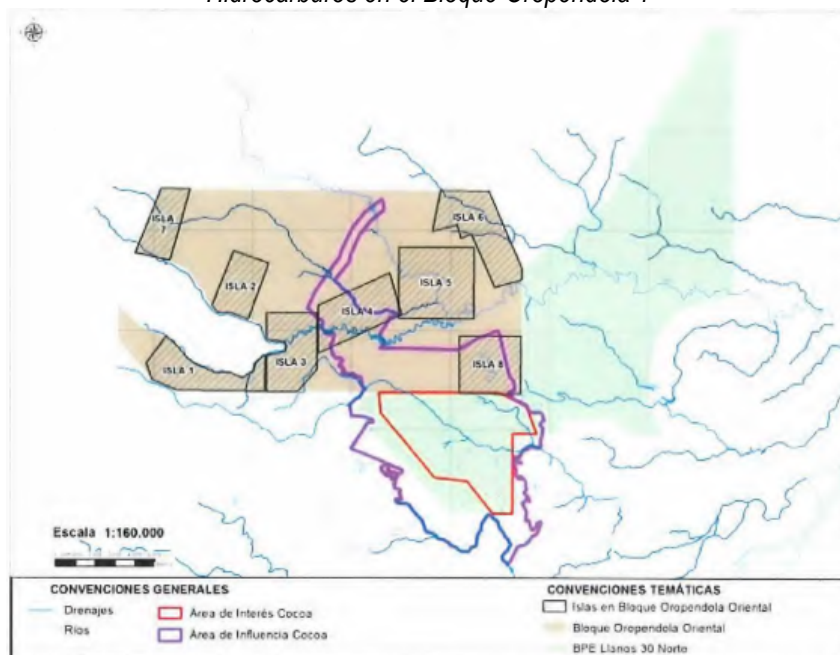 Hidrocarburos en el Bloque Oropendola".
ISLA 7
ISLA 6
ISLA 2
ISLA 5
ISLA 4
ISLA 3
ISLA 8
ISLA 1
Escala 1:160.000
CONVENCIONES GENERALES
Drenajes
Ríos
Área de Interés Cocoa
Área de Influencia Cocoa
CONVENCIONES TEMÁTICAS
Islas en Bloque Oropendola Oriental
Bloque Oropendola Oriental
BPE Llanos 30 Norte